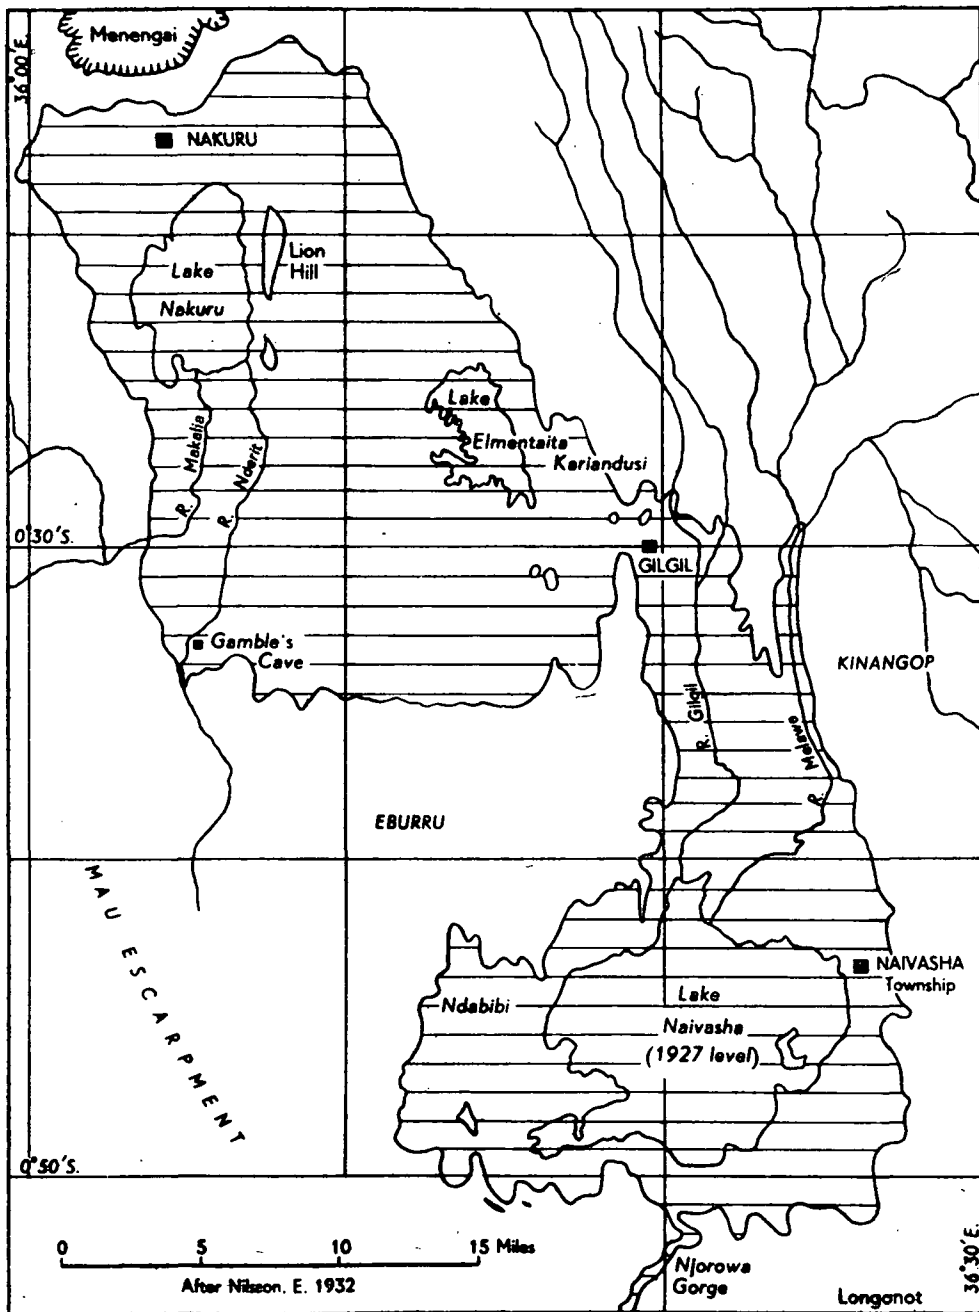 Menengai
36°00'E.
NAKURU
Lion
Hill
Lake
Nakuru
Lake
Elmentaita
Kariandusi
R. Makalia
R. Nderit
0°30'S.
GILGIL
Gamble's
Cave
KINANGOP
R. Gilgil
R. Melawa
EBURRU
MAU ESCARPMENT
NAIVASHA
Township
Ndabibi
Lake
Naivasha
(1927 level)
0°50'S.
0 5 10 15 Miles
After Nilsson. E. 1932
Njorowa
Gorge
Longonot
36°30'E.